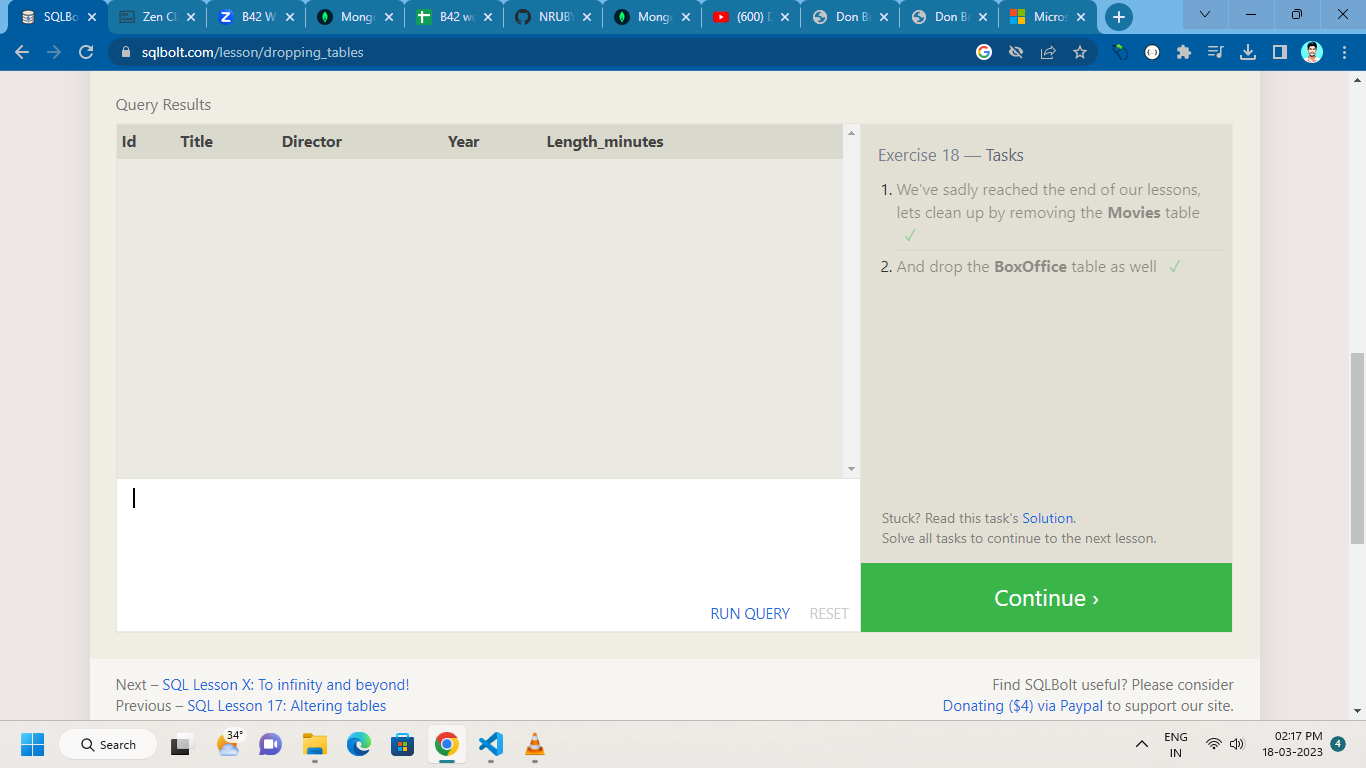 SQLBo
Zen Cl
B42 W
Mong
B42 we
NRUB
Mong
(600) D
Don B
Don B
Micros
sqlbolt.com/lesson/dropping_tables
Query Results
Id Title Director Year Length_minutes
Exercise 18 — Tasks
1. We've sadly reached the end of our lessons,
lets clean up by removing the Movies table
✓
2. And drop the BoxOffice table as well ✓
Stuck? Read this task's Solution.
Solve all tasks to continue to the next lesson.
RUN QUERY RESET
Continue ›
Next – SQL Lesson X: To infinity and beyond!
Previous – SQL Lesson 17: Altering tables
Find SQLBolt useful? Please consider
Donating ($4) via Paypal to support our site.
Search
34°
ENG
IN
02:17 PM
18-03-2023
4